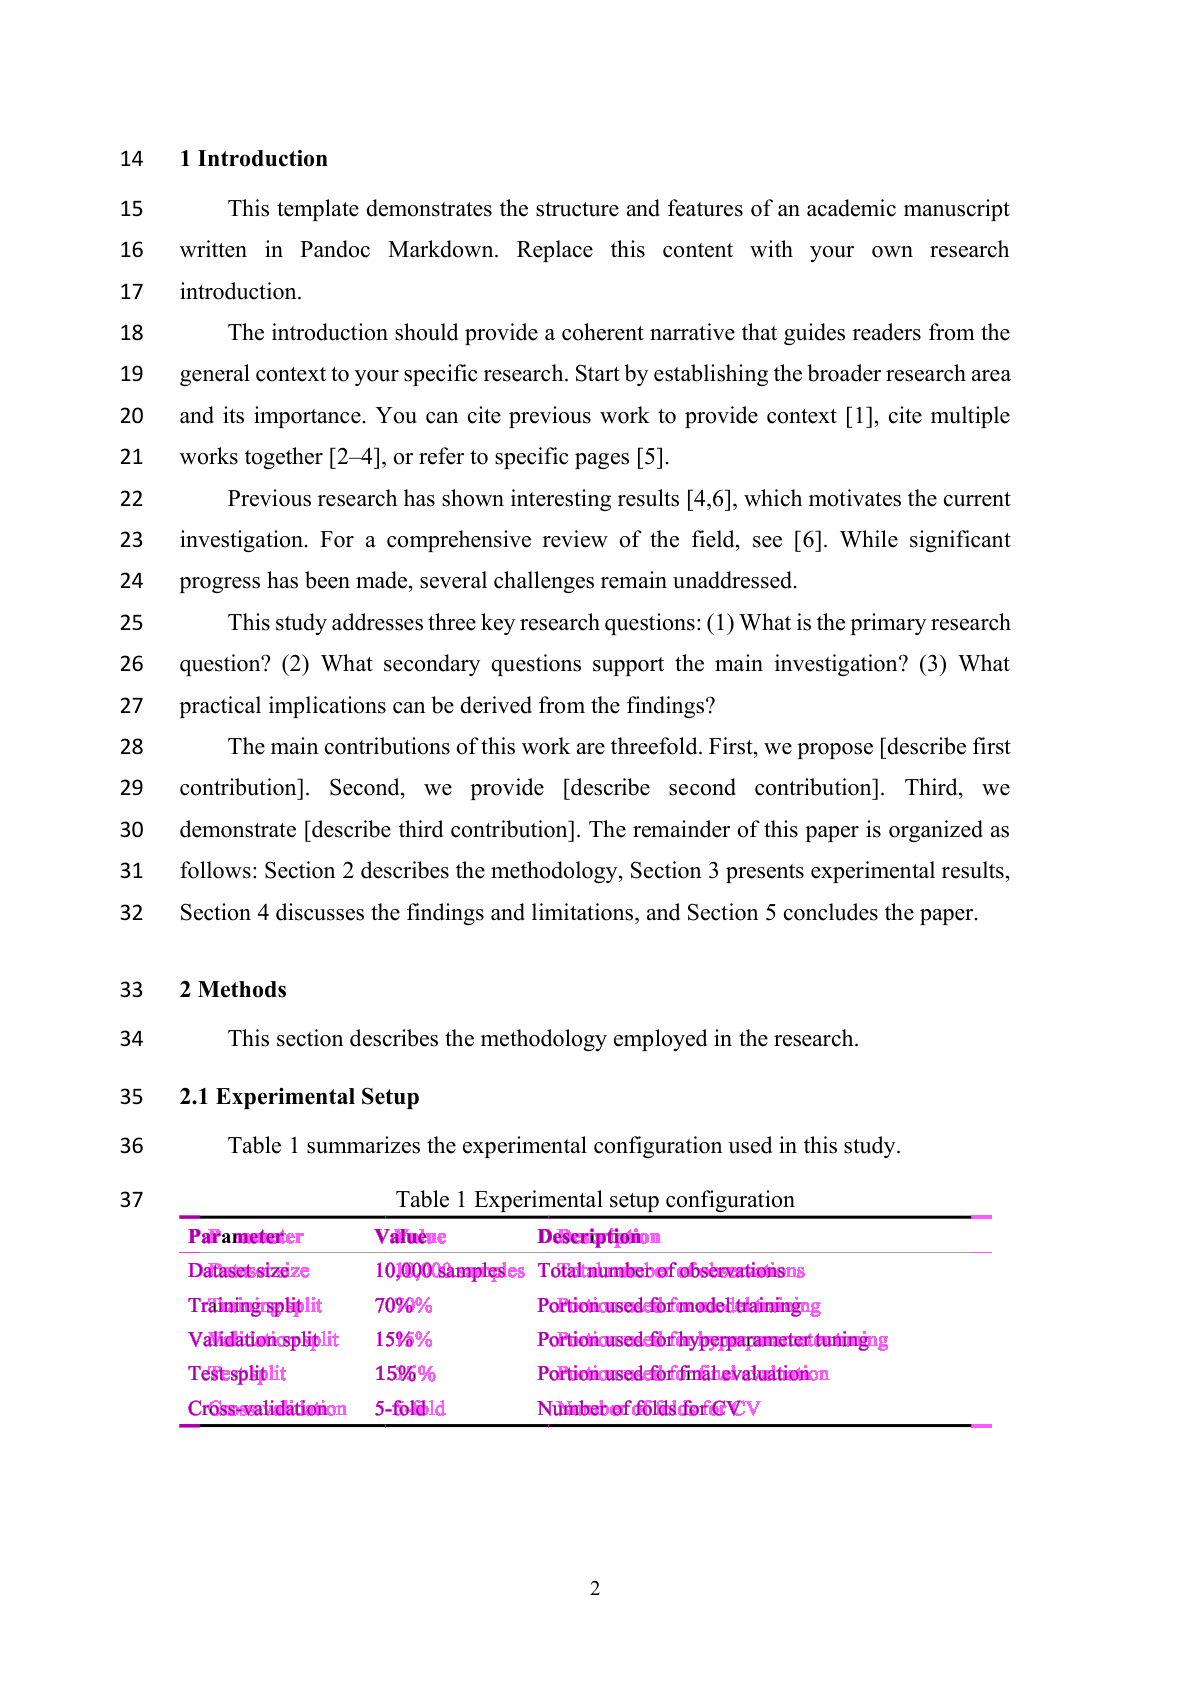 14 1 Introduction
15 This template demonstrates the structure and features of an academic manuscript
16 written in Pandoc Markdown. Replace this content with your own research
17 introduction.
18 The introduction should provide a coherent narrative that guides readers from the
19 general context to your specific research. Start by establishing the broader research area
20 and its importance. You can cite previous work to provide context [1], cite multiple
21 works together [2–4], or refer to specific pages [5].
22 Previous research has shown interesting results [4,6], which motivates the current
23 investigation. For a comprehensive review of the field, see [6]. While significant
24 progress has been made, several challenges remain unaddressed.
25 This study addresses three key research questions: (1) What is the primary research
26 question? (2) What secondary questions support the main investigation? (3) What
27 practical implications can be derived from the findings?
28 The main contributions of this work are threefold. First, we propose [describe first
29 contribution]. Second, we provide [describe second contribution]. Third, we
30 demonstrate [describe third contribution]. The remainder of this paper is organized as
31 follows: Section 2 describes the methodology, Section 3 presents experimental results,
32 Section 4 discusses the findings and limitations, and Section 5 concludes the paper.
33 2 Methods
34 This section describes the methodology employed in the research.
35 2.1 Experimental Setup
36 Table 1 summarizes the experimental configuration used in this study.
37 Table 1 Experimental setup configuration
Parameter Value Description
Dataset size 10,000 samples Total number of observations
Training split 70% Portion used for model training
Validation split 15% Portion used for hyperparameter tuning
Test split 15% Portion used for final evaluation
Cross-validation 5-fold Number of folds for CV
2